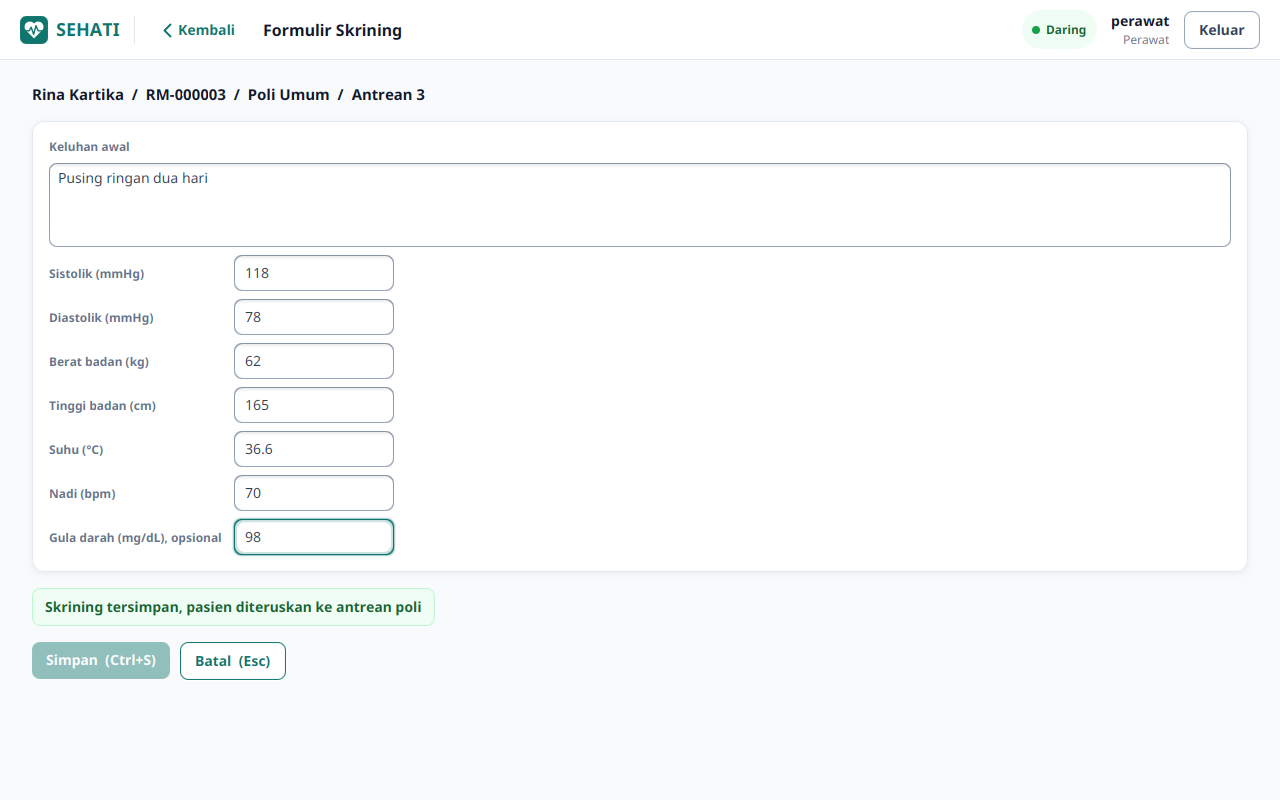 SEHATI
Kembali
Formulir Skrining
Daring
perawat
Perawat
Keluar
Rina Kartika / RM-000003 / Poli Umum / Antrean 3
Keluhan awal
Pusing ringan dua hari
Sistolik (mmHg) 118
Diastolik (mmHg) 78
Berat badan (kg) 62
Tinggi badan (cm) 165
Suhu (°C) 36.6
Nadi (bpm) 70
Gula darah (mg/dL), opsional 98
Skrining tersimpan, pasien diteruskan ke antrean poli
Simpan (Ctrl+S)
Batal (Esc)